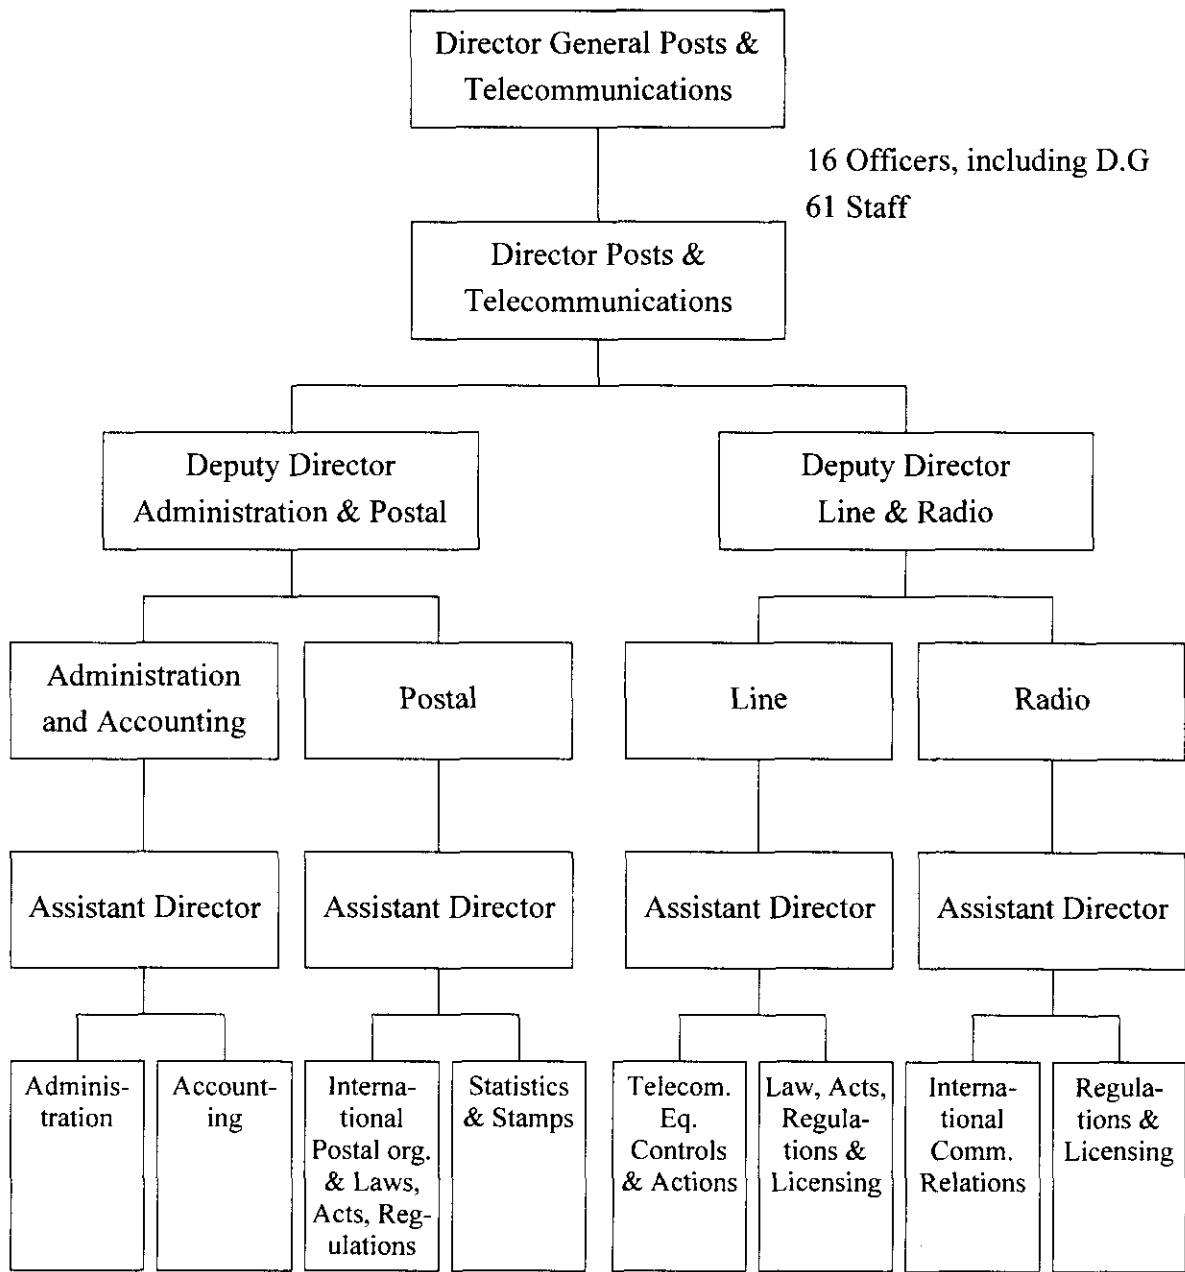 Director General Posts &
Telecommunications
16 Officers, including D.G
61 Staff
Director Posts &
Telecommunications
Deputy Director
Administration & Postal
Deputy Director
Line & Radio
Administration
and Accounting
Postal
Line
Radio
Assistant Director
Assistant Director
Assistant Director
Assistant Director
Adminis-
tration
Account-
ing
Interna-
tional
Postal org.
& Laws,
Acts, Reg-
ulations
Statistics
& Stamps
Telecom.
Eq.
Controls
& Actions
Law, Acts,
Regula-
tions &
Licensing
Interna-
tional
Comm.
Relations
Regula-
tions &
Licensing